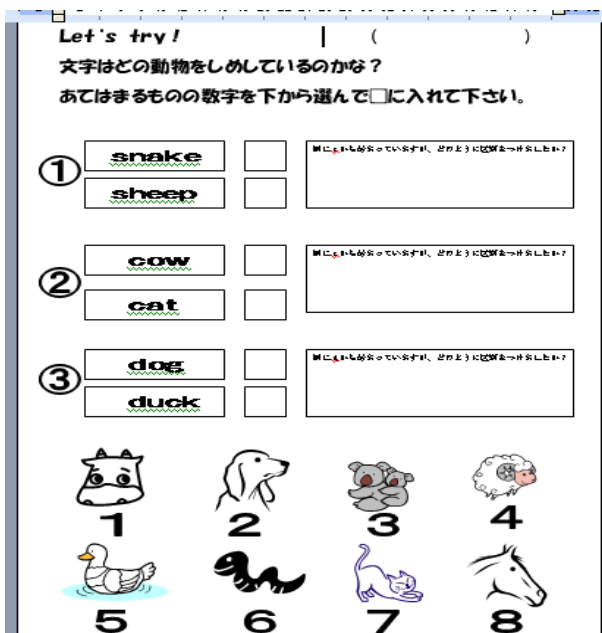 Let's try! ( )
文字はどの動物をしめしているのかな？
あてはまるものの数字を下から選んで□に入れて下さい。
①
snake
sheep
②
cow
cat
③
dog
duck
1 2 3 4
5 6 7 8